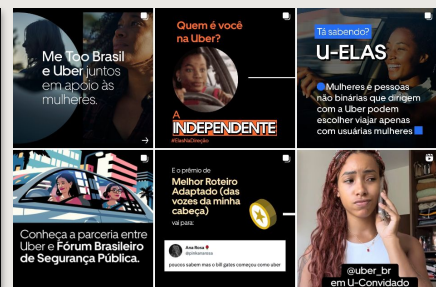 Me Too Brasil
e Uber juntos
em apoio às
mulheres.
Quem é você
na Uber?
A
INDEPENDENTE
#ElasNaDireção
Tá sabendo?
U-ELAS
Mulheres e pessoas
não binárias que dirigem
com a Uber podem
escolher viajar apenas
com usuárias mulheres
Conheça a parceria entre
Uber e Fórum Brasileiro
de Segurança Pública.
E o prêmio de
Melhor Roteiro
Adaptado (das
vozes da minha
cabeça)
vai para:
Ana Rosa
poucos sabem mas o bill gates começou como uber
@uber_br
em U-Convidado